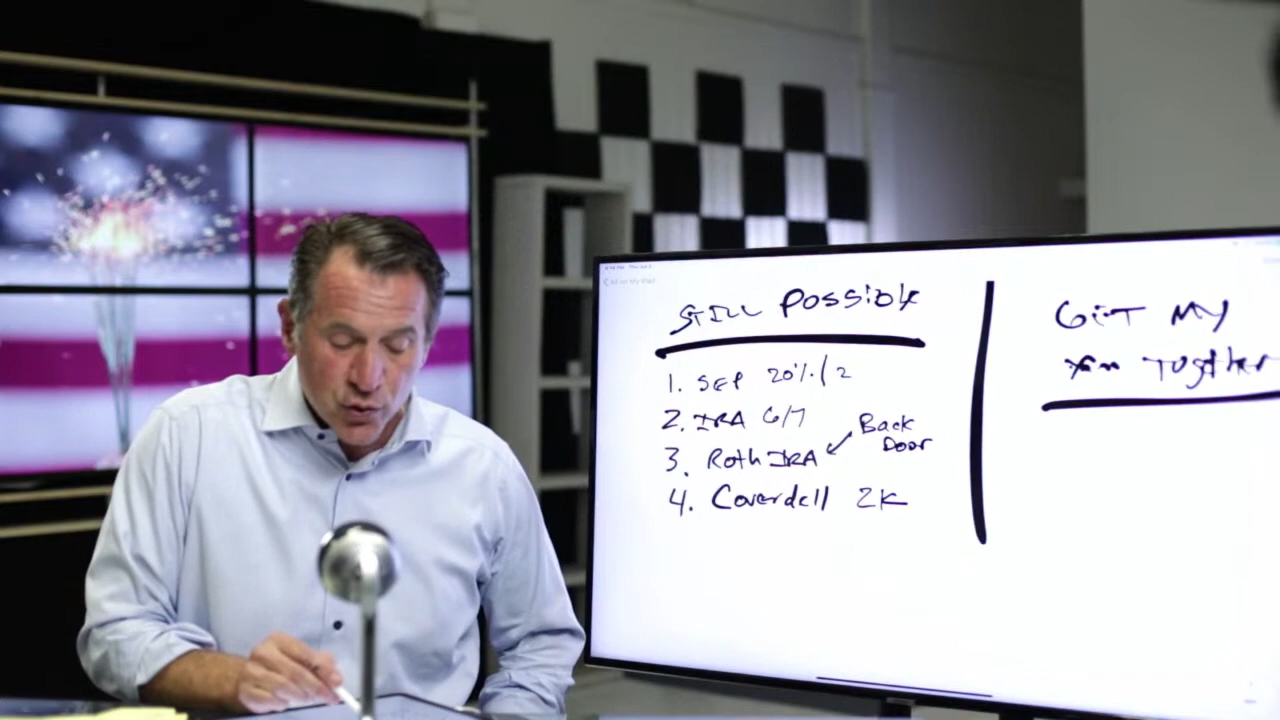 STILL POSSiblE
1. SEP 20%/2
2. IRA 6/7
Back
Door
3. Roth IRA
4. Coverdell 2K
GET MY
Together